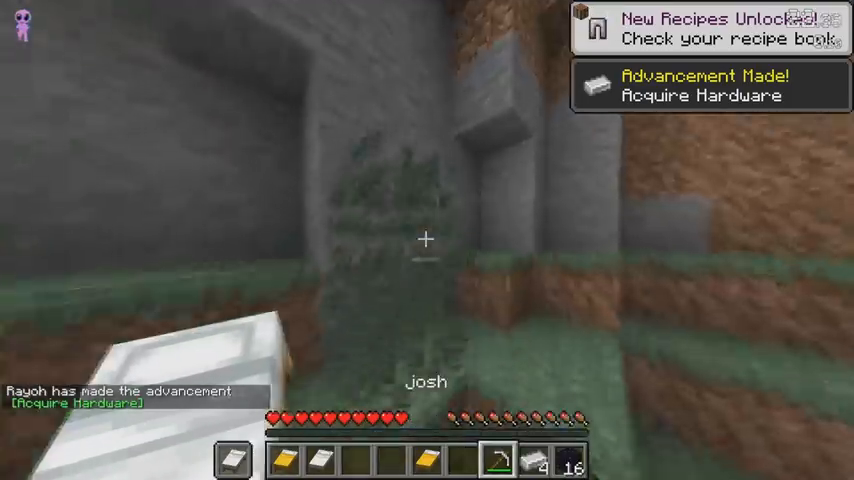 New Recipes Unlocked!
Check your recipe book
Advancement Made!
Acquire Hardware
josh
Rayoh has made the advancement
[Acquire Hardware]
4
16